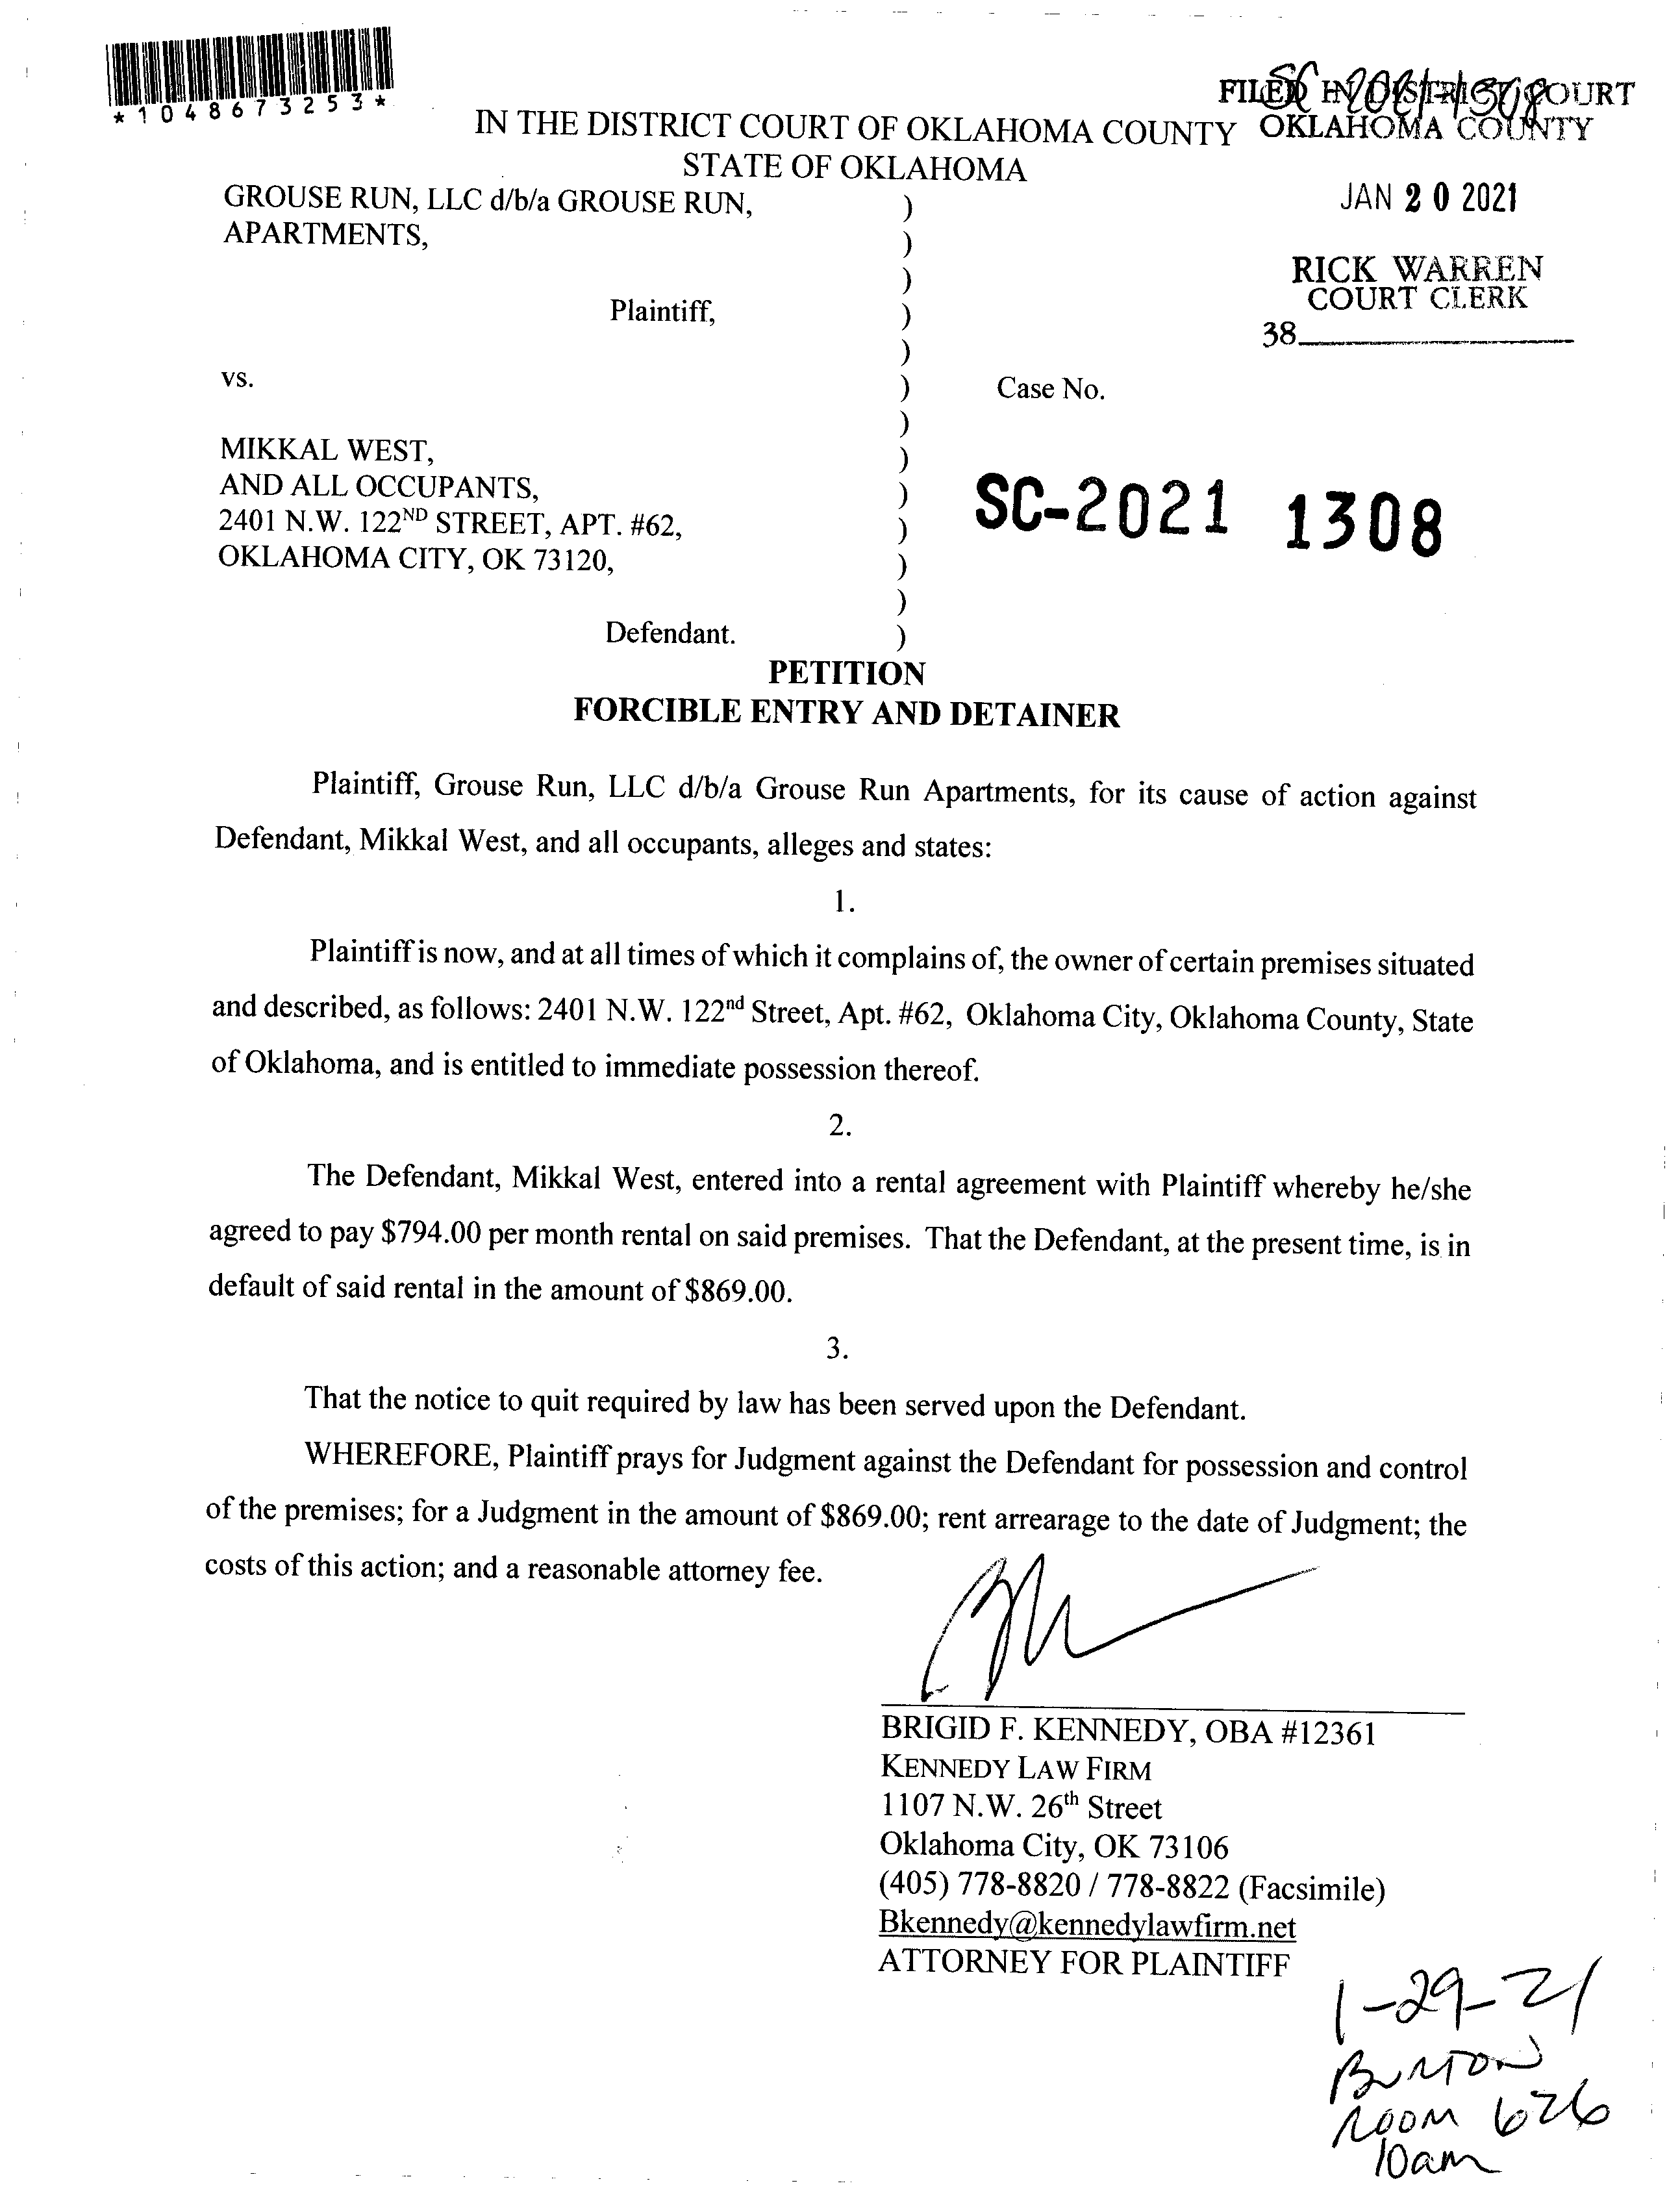 *1048673253*
SC-2021-1308
FILED IN DISTRICT COURT
OKLAHOMA COUNTY
IN THE DISTRICT COURT OF OKLAHOMA COUNTY
STATE OF OKLAHOMA
JAN 20 2021
RICK WARREN
COURT CLERK
38
GROUSE RUN, LLC d/b/a GROUSE RUN, )
APARTMENTS, )
)
Plaintiff, )
)
vs. ) Case No.
)
MIKKAL WEST, )
AND ALL OCCUPANTS, ) SC-2021 1308
2401 N.W. 122ND STREET, APT. #62, )
OKLAHOMA CITY, OK 73120, )
)
Defendant. )
PETITION
FORCIBLE ENTRY AND DETAINER
Plaintiff, Grouse Run, LLC d/b/a Grouse Run Apartments, for its cause of action against
Defendant, Mikkal West, and all occupants, alleges and states:
1.
Plaintiff is now, and at all times of which it complains of, the owner of certain premises situated
and described, as follows: 2401 N.W. 122nd Street, Apt. #62, Oklahoma City, Oklahoma County, State
of Oklahoma, and is entitled to immediate possession thereof.
2.
The Defendant, Mikkal West, entered into a rental agreement with Plaintiff whereby he/she
agreed to pay $794.00 per month rental on said premises. That the Defendant, at the present time, is in
default of said rental in the amount of $869.00.
3.
That the notice to quit required by law has been served upon the Defendant.
WHEREFORE, Plaintiff prays for Judgment against the Defendant for possession and control
of the premises; for a Judgment in the amount of $869.00; rent arrearage to the date of Judgment; the
costs of this action; and a reasonable attorney fee.
BRIGID F. KENNEDY, OBA #12361
KENNEDY LAW FIRM
1107 N.W. 26th Street
Oklahoma City, OK 73106
(405) 778-8820 / 778-8822 (Facsimile)
Bkennedy@kennedylawfirm.net
ATTORNEY FOR PLAINTIFF
1-29-21
BURTON
ROOM 626
10am